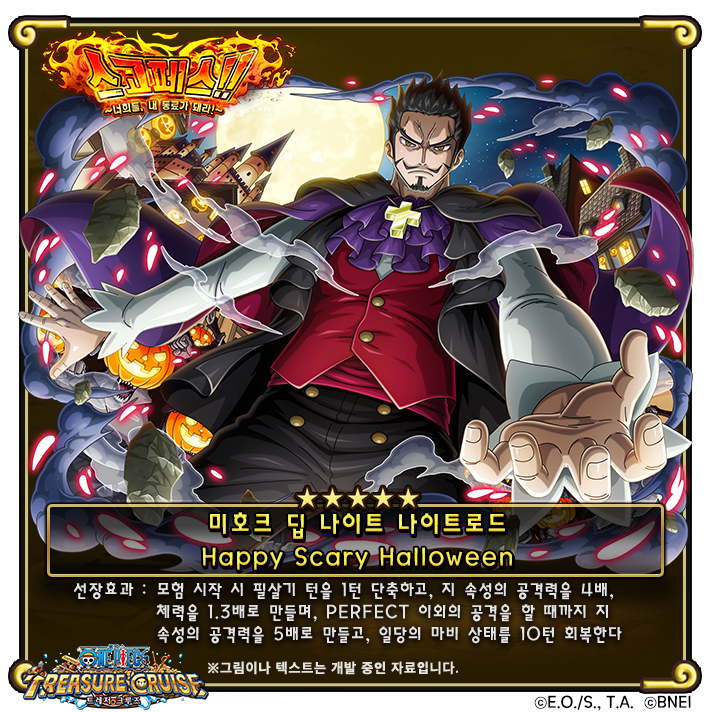 스고페스!!
~너희들, 내 동료가 돼라!~
미호크 딥 나이트 나이트로드
Happy Scary Halloween
선장효과 : 모험 시작 시 필살기 턴을 1턴 단축하고, 지 속성의 공격력을 4배,
체력을 1.3배로 만들며, PERFECT 이외의 공격을 할 때까지 지
속성의 공격력을 5배로 만들고, 일당의 마비 상태를 10턴 회복한다
ONE PIECE
TREASURE CRUISE
트레저 크루즈
※그림이나 텍스트는 개발 중인 자료입니다.
©E.O./S., T.A. ©BNEI